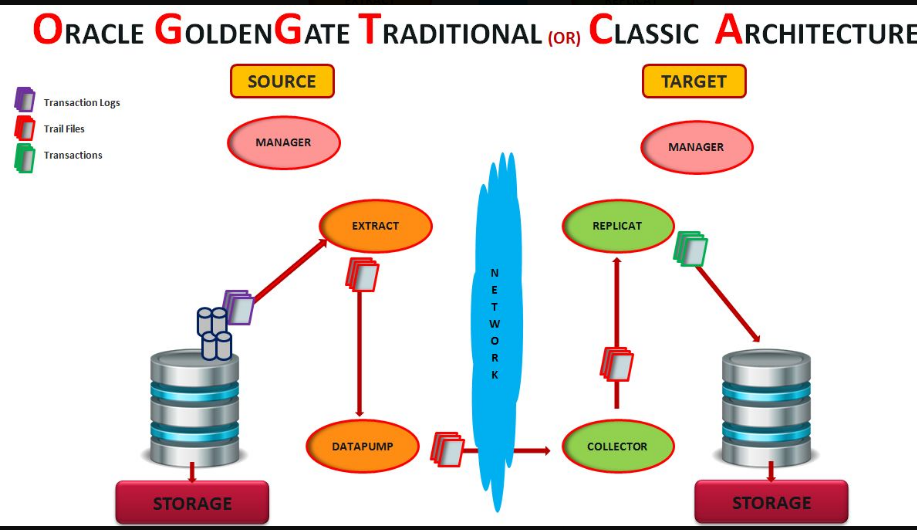 ORACLE GOLDENGATE TRADITIONAL (OR) CLASSIC ARCHITECTURE
SOURCE
TARGET
Transaction Logs
Trail Files
Transactions
MANAGER
MANAGER
EXTRACT
REPLICAT
NETWORK
DATAPUMP
COLLECTOR
STORAGE
STORAGE